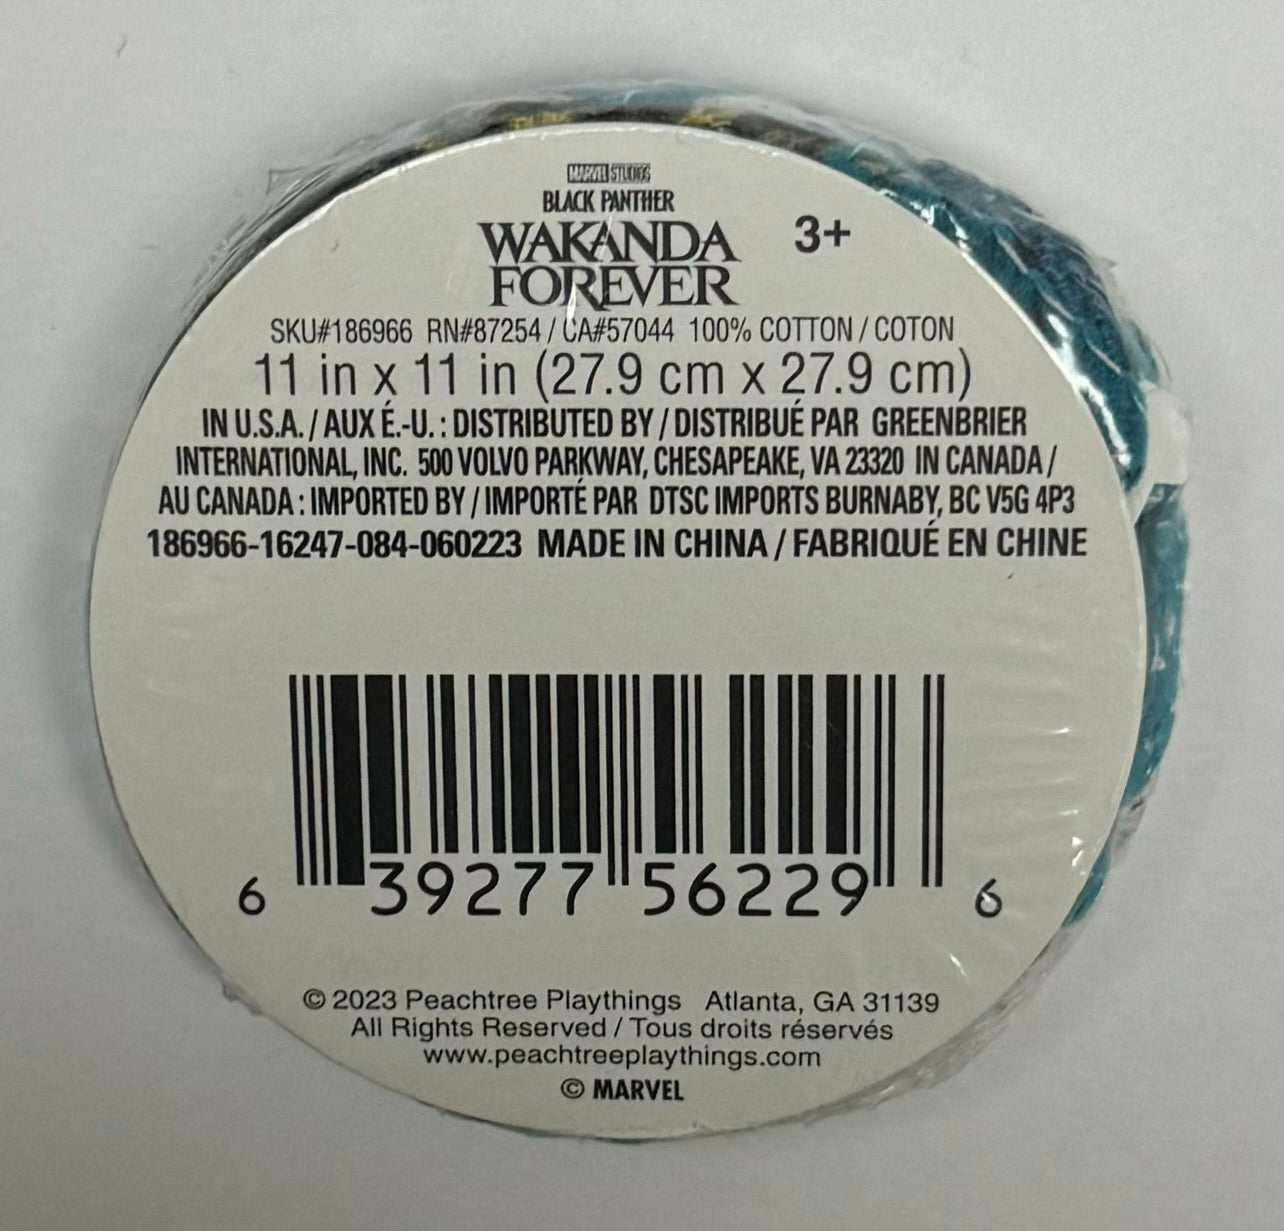 MARVEL STUDIOS
BLACK PANTHER
WAKANDA 3+
FOREVER
SKU#186966 RN#87254 / CA#57044 100% COTTON / COTON
11 in x 11 in (27.9 cm x 27.9 cm)
IN U.S.A. / AUX É.-U. : DISTRIBUTED BY / DISTRIBUÉ PAR GREENBRIER
INTERNATIONAL, INC. 500 VOLVO PARKWAY, CHESAPEAKE, VA 23320 IN CANADA /
AU CANADA : IMPORTED BY / IMPORTÉ PAR DTSC IMPORTS BURNABY, BC V5G 4P3
186966-16247-084-060223 MADE IN CHINA / FABRIQUÉ EN CHINE
6 39277 56229 6
© 2023 Peachtree Playthings Atlanta, GA 31139
All Rights Reserved / Tous droits réservés
www.peachtreeplaythings.com
© MARVEL